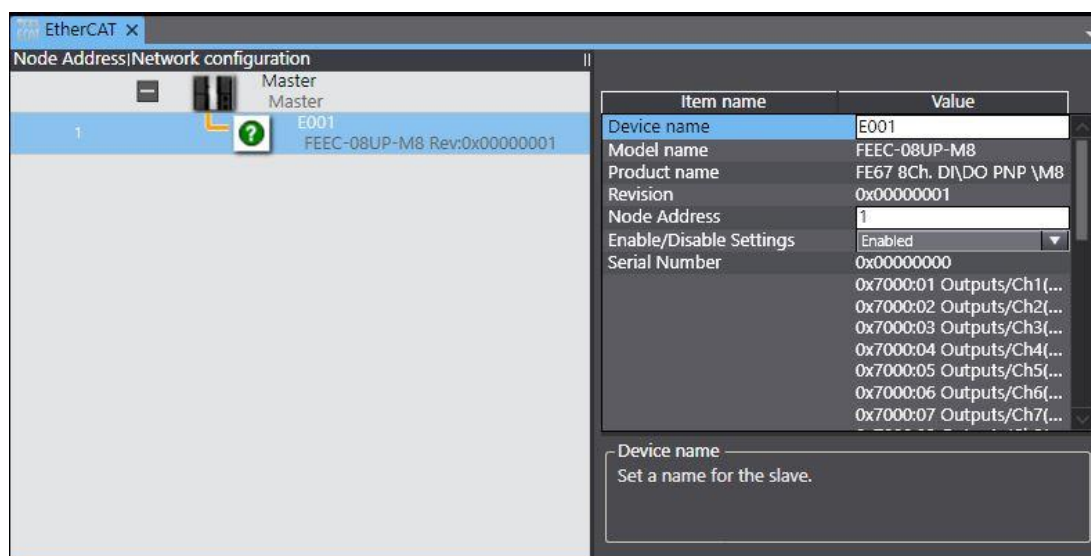 EtherCAT
Node Address|Network configuration
Master
Master
1
E001
FEEC-08UP-M8 Rev:0x00000001
Item name Value
Device name E001
Model name FEEC-08UP-M8
Product name FE67 8Ch. DI\DO PNP \M8
Revision 0x00000001
Node Address 1
Enable/Disable Settings Enabled
Serial Number 0x00000000
0x7000:01 Outputs/Ch1(...
0x7000:02 Outputs/Ch2(...
0x7000:03 Outputs/Ch3(...
0x7000:04 Outputs/Ch4(...
0x7000:05 Outputs/Ch5(...
0x7000:06 Outputs/Ch6(...
0x7000:07 Outputs/Ch7(...
Device name
Set a name for the slave.